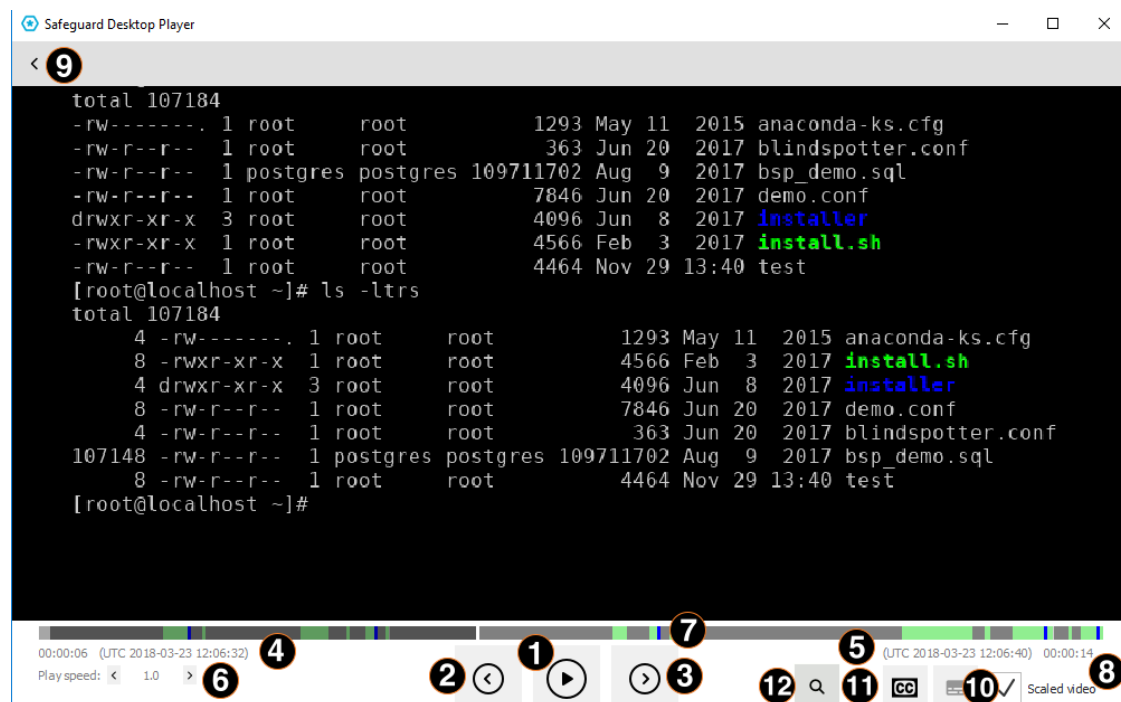 Safeguard Desktop Player
9
total 107184
-rw-------. 1 root root 1293 May 11 2015 anaconda-ks.cfg
-rw-r--r-- 1 root root 363 Jun 20 2017 blindspotter.conf
-rw-r--r-- 1 postgres postgres 109711702 Aug 9 2017 bsp_demo.sql
-rw-r--r-- 1 root root 7846 Jun 20 2017 demo.conf
drwxr-xr-x 3 root root 4096 Jun 8 2017 installer
-rwxr-xr-x 1 root root 4566 Feb 3 2017 install.sh
-rw-r--r-- 1 root root 4464 Nov 29 13:40 test
[root@localhost ~]# ls -ltrs
total 107184
4 -rw-------. 1 root root 1293 May 11 2015 anaconda-ks.cfg
8 -rwxr-xr-x 1 root root 4566 Feb 3 2017 install.sh
4 drwxr-xr-x 3 root root 4096 Jun 8 2017 installer
8 -rw-r--r-- 1 root root 7846 Jun 20 2017 demo.conf
4 -rw-r--r-- 1 root root 363 Jun 20 2017 blindspotter.conf
107148 -rw-r--r-- 1 postgres postgres 109711702 Aug 9 2017 bsp_demo.sql
8 -rw-r--r-- 1 root root 4464 Nov 29 13:40 test
[root@localhost ~]#
7
00:00:06 (UTC 2018-03-23 12:06:32) 4 1 5 (UTC 2018-03-23 12:06:40) 00:00:14
Play speed: < 1.0 > 6 2 3 12 11 CC 10 Scaled video 8